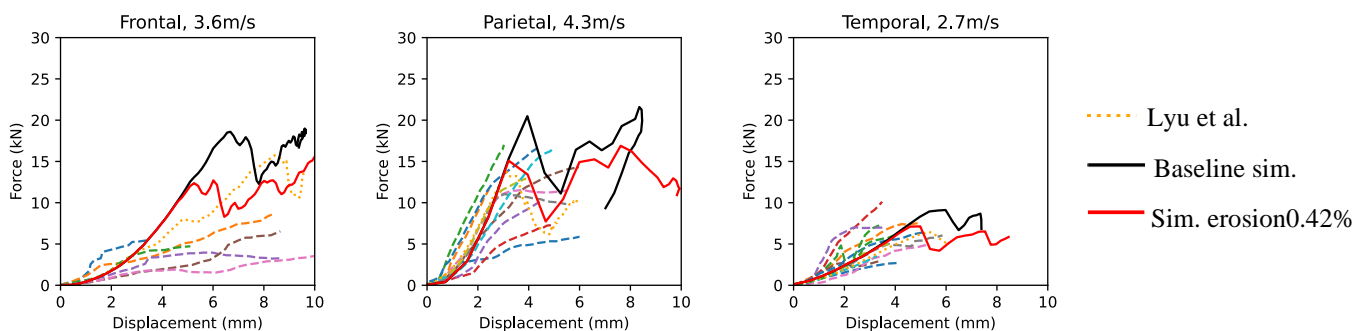 Frontal, 3.6m/s
30
25
20
15
10
5
0
Force (kN)
0 2 4 6 8 10
Displacement (mm)
Parietal, 4.3m/s
30
25
20
15
10
5
0
Force (kN)
0 2 4 6 8 10
Displacement (mm)
Temporal, 2.7m/s
30
25
20
15
10
5
0
Force (kN)
0 2 4 6 8 10
Displacement (mm)
Lyu et al.
Baseline sim.
Sim. erosion0.42%